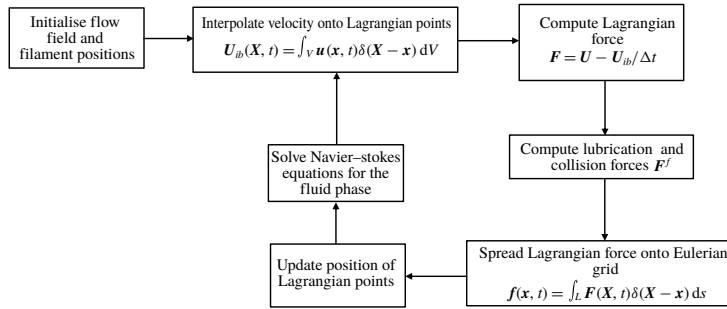 Initialise flow
field and
filament positions
Interpolate velocity onto Lagrangian points
U_ib(X, t) = ∫_V u(x, t)δ(X − x) dV
Compute Lagrangian
force
F = U − U_ib/Δt
Compute lubrication and
collision forces F^f
Spread Lagrangian force onto Eulerian
grid
f(x, t) = ∫_L F(X, t)δ(X − x) ds
Update position of
Lagrangian points
Solve Navier–stokes
equations for the
fluid phase